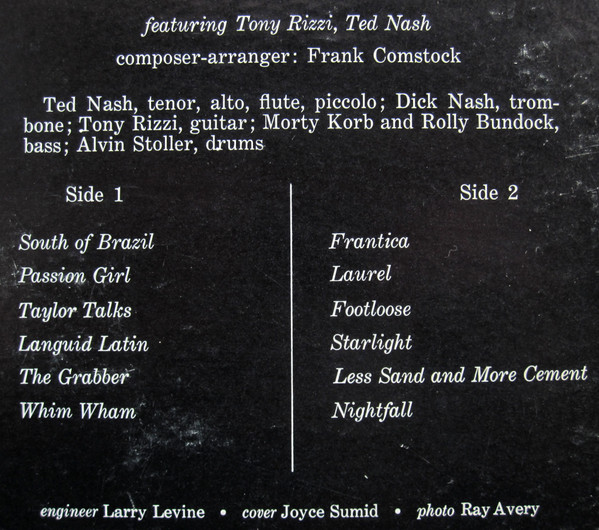 featuring Tony Rizzi, Ted Nash
composer-arranger: Frank Comstock
Ted Nash, tenor, alto, flute, piccolo; Dick Nash, trom-
bone; Tony Rizzi, guitar; Morty Korb and Rolly Bundock,
bass; Alvin Stoller, drums
Side 1
South of Brazil
Passion Girl
Taylor Talks
Languid Latin
The Grabber
Whim Wham
Side 2
Frantica
Laurel
Footloose
Starlight
Less Sand and More Cement
Nightfall
engineer Larry Levine • cover Joyce Sumid • photo Ray Avery